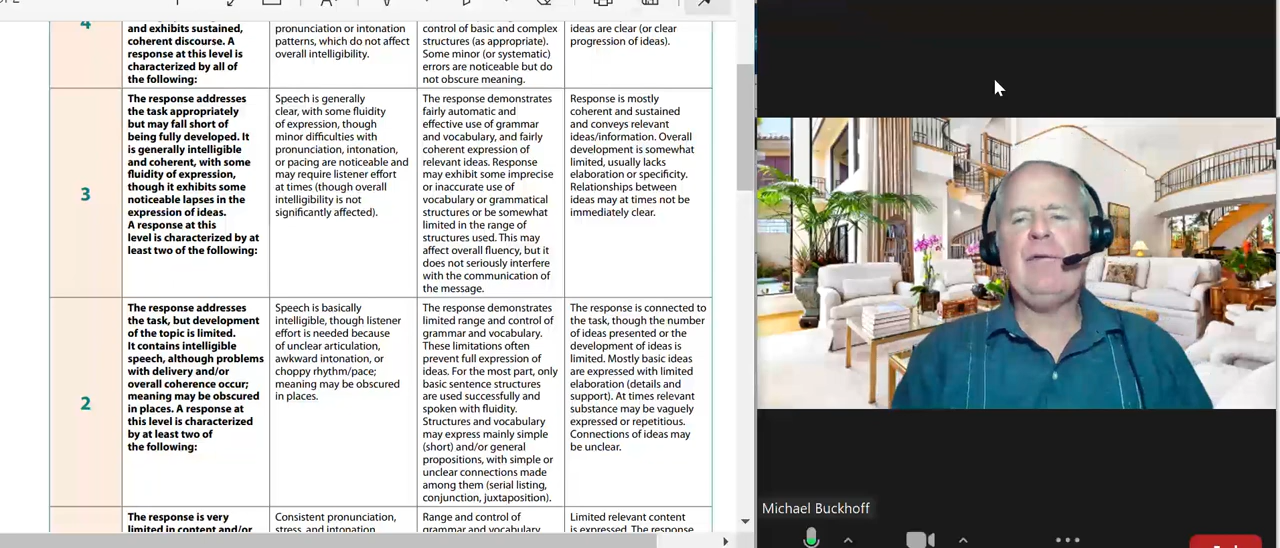 4
and exhibits sustained,
coherent discourse. A
response at this level is
characterized by all of
the following:
pronunciation or intonation
patterns, which do not affect
overall intelligibility.
control of basic and complex
structures (as appropriate).
Some minor (or systematic)
errors are noticeable but do
not obscure meaning.
ideas are clear (or clear
progression of ideas).
3
The response addresses
the task appropriately
but may fall short of
being fully developed. It
is generally intelligible
and coherent, with some
fluidity of expression,
though it exhibits some
noticeable lapses in the
expression of ideas.
A response at this
level is characterized by at
least two of the following:
Speech is generally
clear, with some fluidity
of expression, though
minor difficulties with
pronunciation, intonation,
or pacing are noticeable and
may require listener effort
at times (though overall
intelligibility is not
significantly affected).
The response demonstrates
fairly automatic and
effective use of grammar
and vocabulary, and fairly
coherent expression of
relevant ideas. Response
may exhibit some imprecise
or inaccurate use of
vocabulary or grammatical
structures or be somewhat
limited in the range of
structures used. This may
affect overall fluency, but it
does not seriously interfere
with the communication of
the message.
Response is mostly
coherent and sustained
and conveys relevant
ideas/information. Overall
development is somewhat
limited, usually lacks
elaboration or specificity.
Relationships between
ideas may at times not be
immediately clear.
2
The response addresses
the task, but development
of the topic is limited.
It contains intelligible
speech, although problems
with delivery and/or
overall coherence occur;
meaning may be obscured
in places. A response at
this level is characterized
by at least two of
the following:
Speech is basically
intelligible, though listener
effort is needed because
of unclear articulation,
awkward intonation, or
choppy rhythm/pace;
meaning may be obscured
in places.
The response demonstrates
limited range and control of
grammar and vocabulary.
These limitations often
prevent full expression of
ideas. For the most part, only
basic sentence structures
are used successfully and
spoken with fluidity.
Structures and vocabulary
may express mainly simple
(short) and/or general
propositions, with simple or
unclear connections made
among them (serial listing,
conjunction, juxtaposition).
The response is connected to
the task, though the number
of ideas presented or the
development of ideas is
limited. Mostly basic ideas
are expressed with limited
elaboration (details and
support). At times relevant
substance may be vaguely
expressed or repetitious.
Connections of ideas may
be unclear.
The response is very
limited in content and/or
Consistent pronunciation,
stress, and intonation
Range and control of
grammar and vocabulary
Limited relevant content
is expressed. The response
Michael Buckhoff